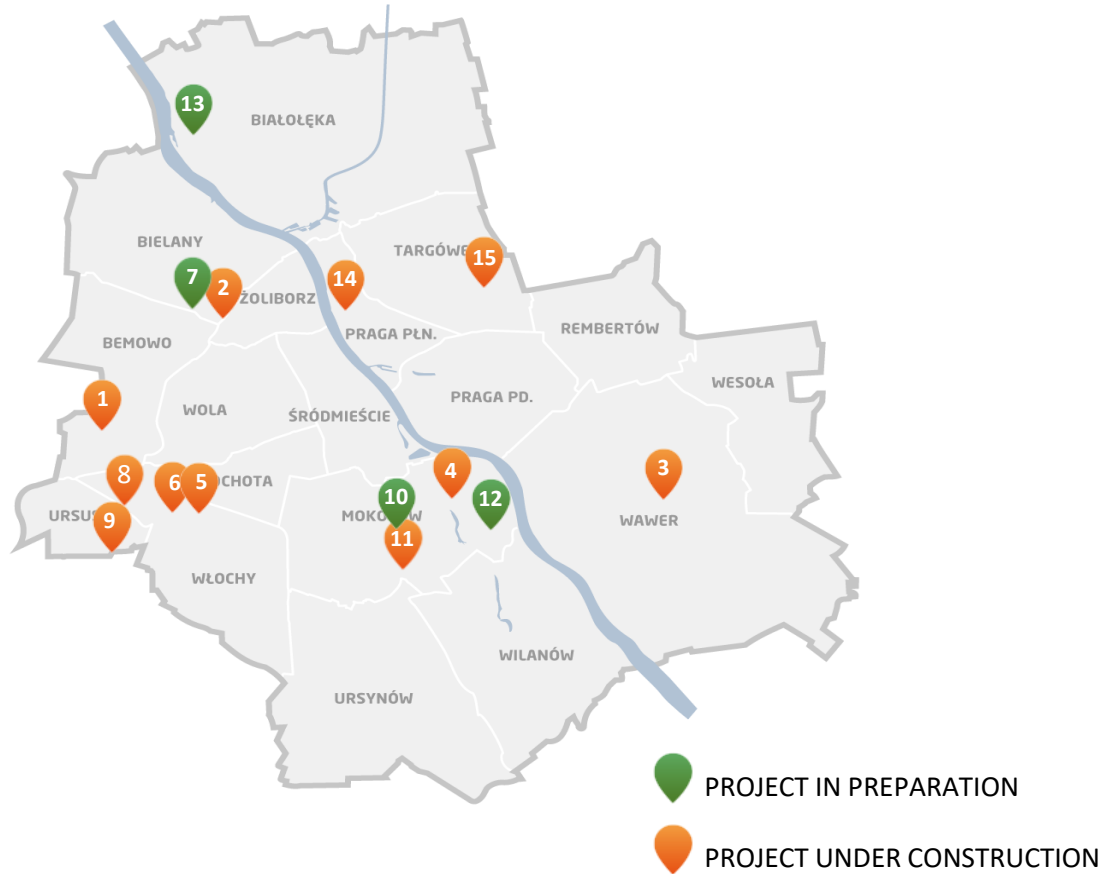 13
BIAŁOŁĘKA
BIELANY
TARGÓWE
15
7
2
14
ŻOLIBORZ
PRAGA PŁN.
REMBERTÓW
BEMOWO
WESOŁA
1
PRAGA PD.
WOLA
ŚRÓDMIEŚCIE
8
6
5
OCHOTA
4
3
10
12
URSUS
9
MOKOTÓW
11
WAWER
WŁOCHY
WILANÓW
URSYNÓW
PROJECT IN PREPARATION
PROJECT UNDER CONSTRUCTION